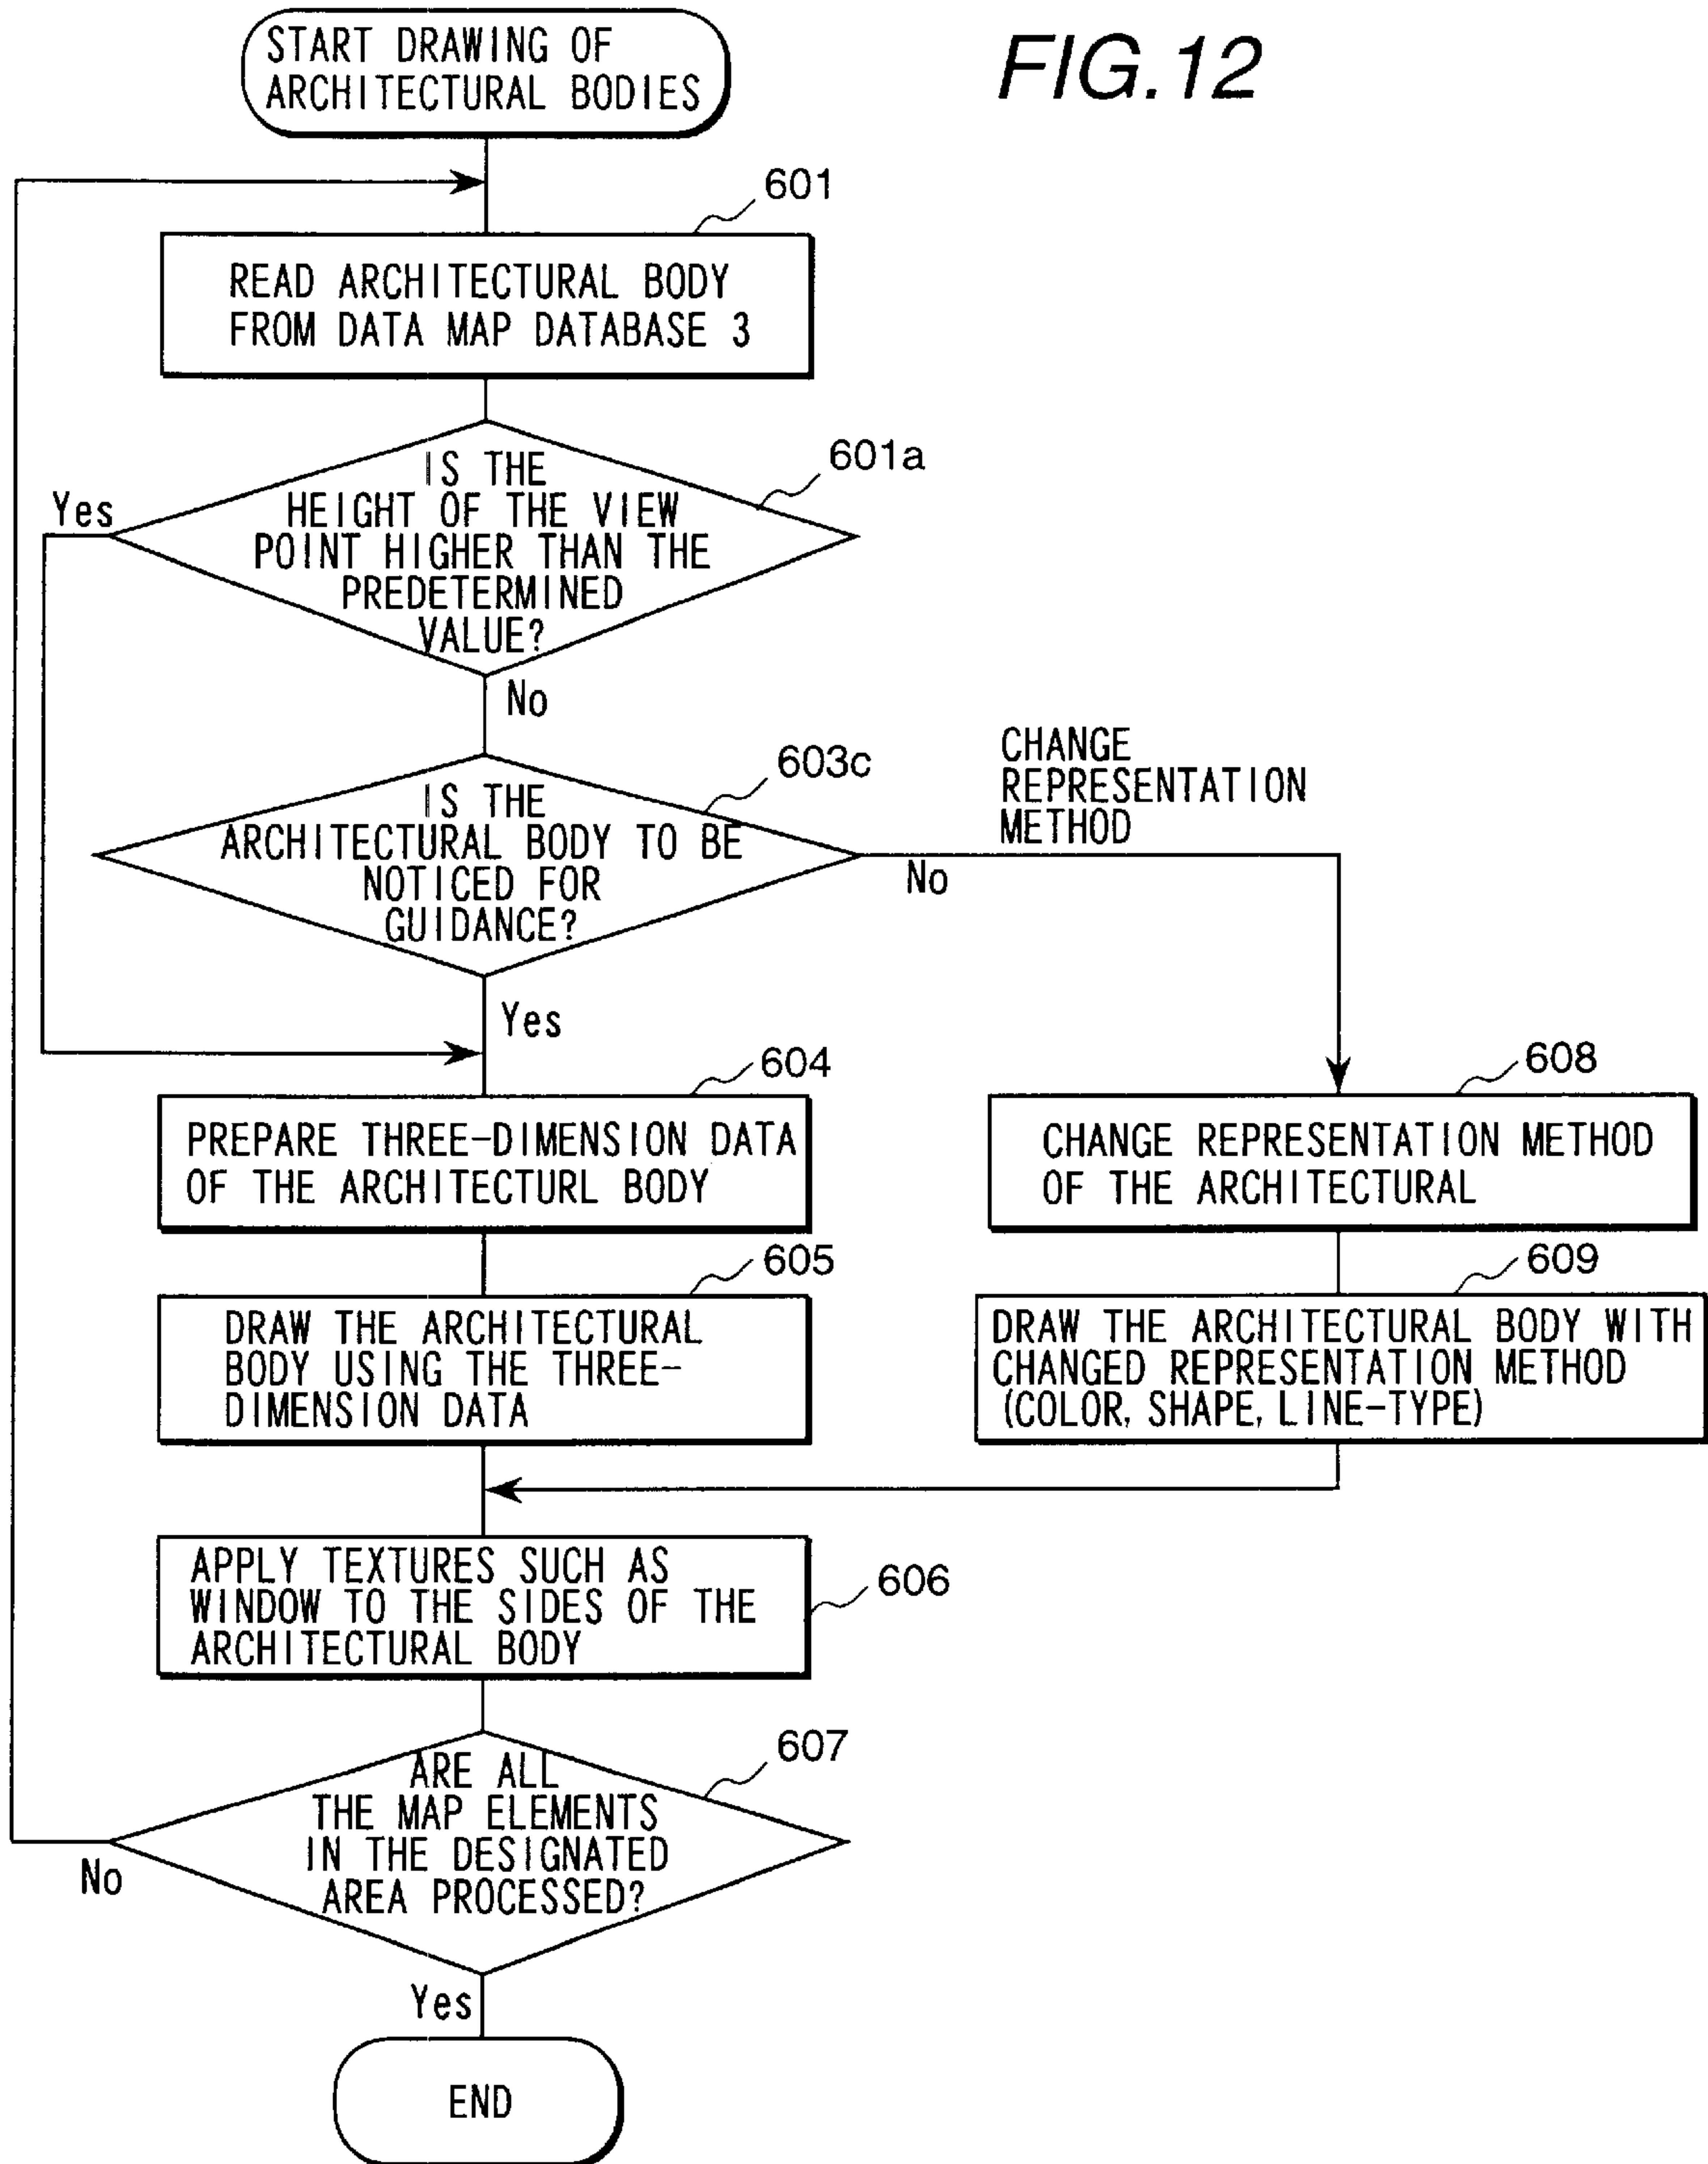 START DRAWING OF
ARCHITECTURAL BODIES
FIG.12
601
READ ARCHITECTURAL BODY
FROM DATA MAP DATABASE 3
601a
IS THE
HEIGHT OF THE VIEW
POINT HIGHER THAN THE
PREDETERMINED
VALUE?
Yes
No
603c
IS THE
ARCHITECTURAL BODY TO BE
NOTICED FOR
GUIDANCE?
CHANGE
REPRESENTATION
METHOD
No
Yes
604
PREPARE THREE-DIMENSION DATA
OF THE ARCHITECTURL BODY
608
CHANGE REPRESENTATION METHOD
OF THE ARCHITECTURAL
605
DRAW THE ARCHITECTURAL
BODY USING THE THREE-
DIMENSION DATA
609
DRAW THE ARCHITECTURAL BODY WITH
CHANGED REPRESENTATION METHOD
(COLOR, SHAPE, LINE-TYPE)
APPLY TEXTURES SUCH AS
WINDOW TO THE SIDES OF THE
ARCHITECTURAL BODY
606
607
ARE ALL
THE MAP ELEMENTS
IN THE DESIGNATED
AREA PROCESSED?
No
Yes
END